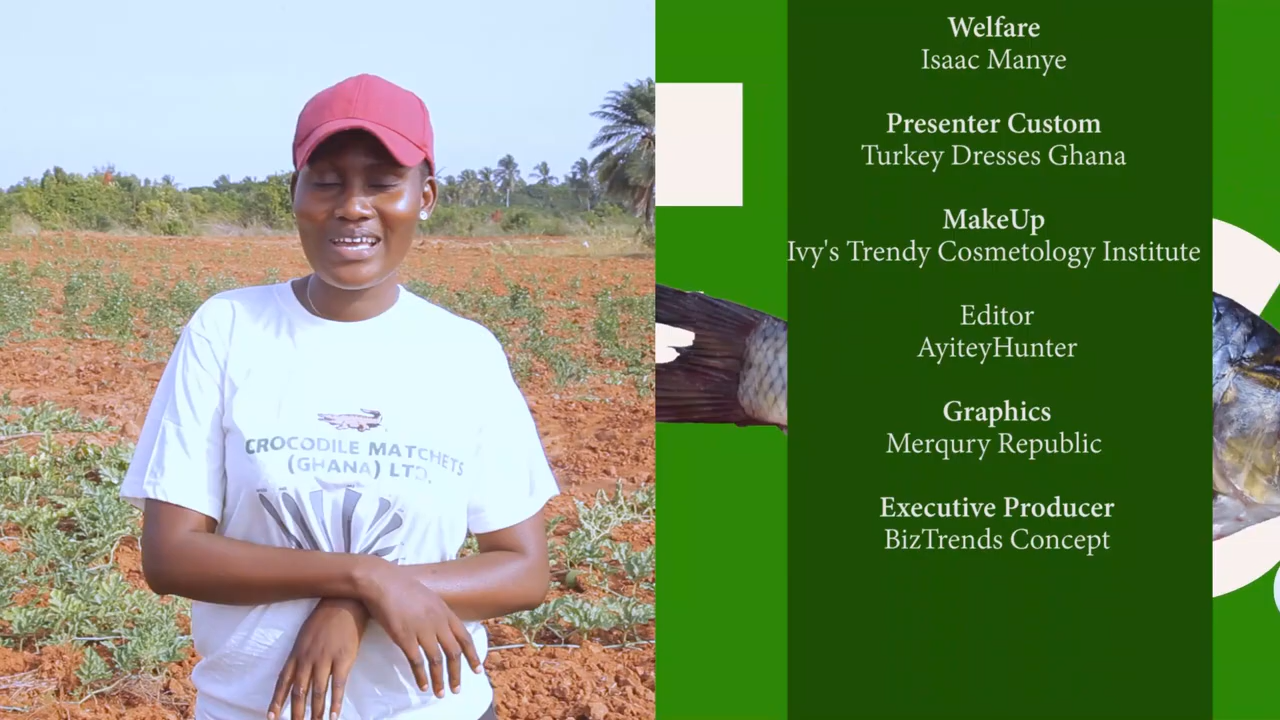 CROCODILE MATCHETS
(GHANA) LTD.
Welfare
Isaac Manye
Presenter Custom
Turkey Dresses Ghana
MakeUp
Ivy's Trendy Cosmetology Institute
Editor
AyiteyHunter
Graphics
Merqury Republic
Executive Producer
BizTrends Concept